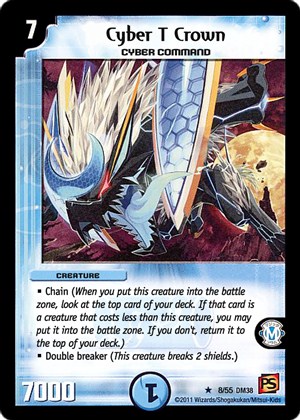 7
Cyber T Crown
CYBER COMMAND
CREATURE
• Chain (When you put this creature into the battle
zone, look at the top card of your deck. If that card is
a creature that costs less than this creature, you may
put it into the battle zone. If you don't, return it to
the top of your deck.)
• Double breaker (This creature breaks 2 shields.)
M
7000
★ 8/55 DM38
PS
©2011 Wizards/Shogakukan/Mitsui-Kids